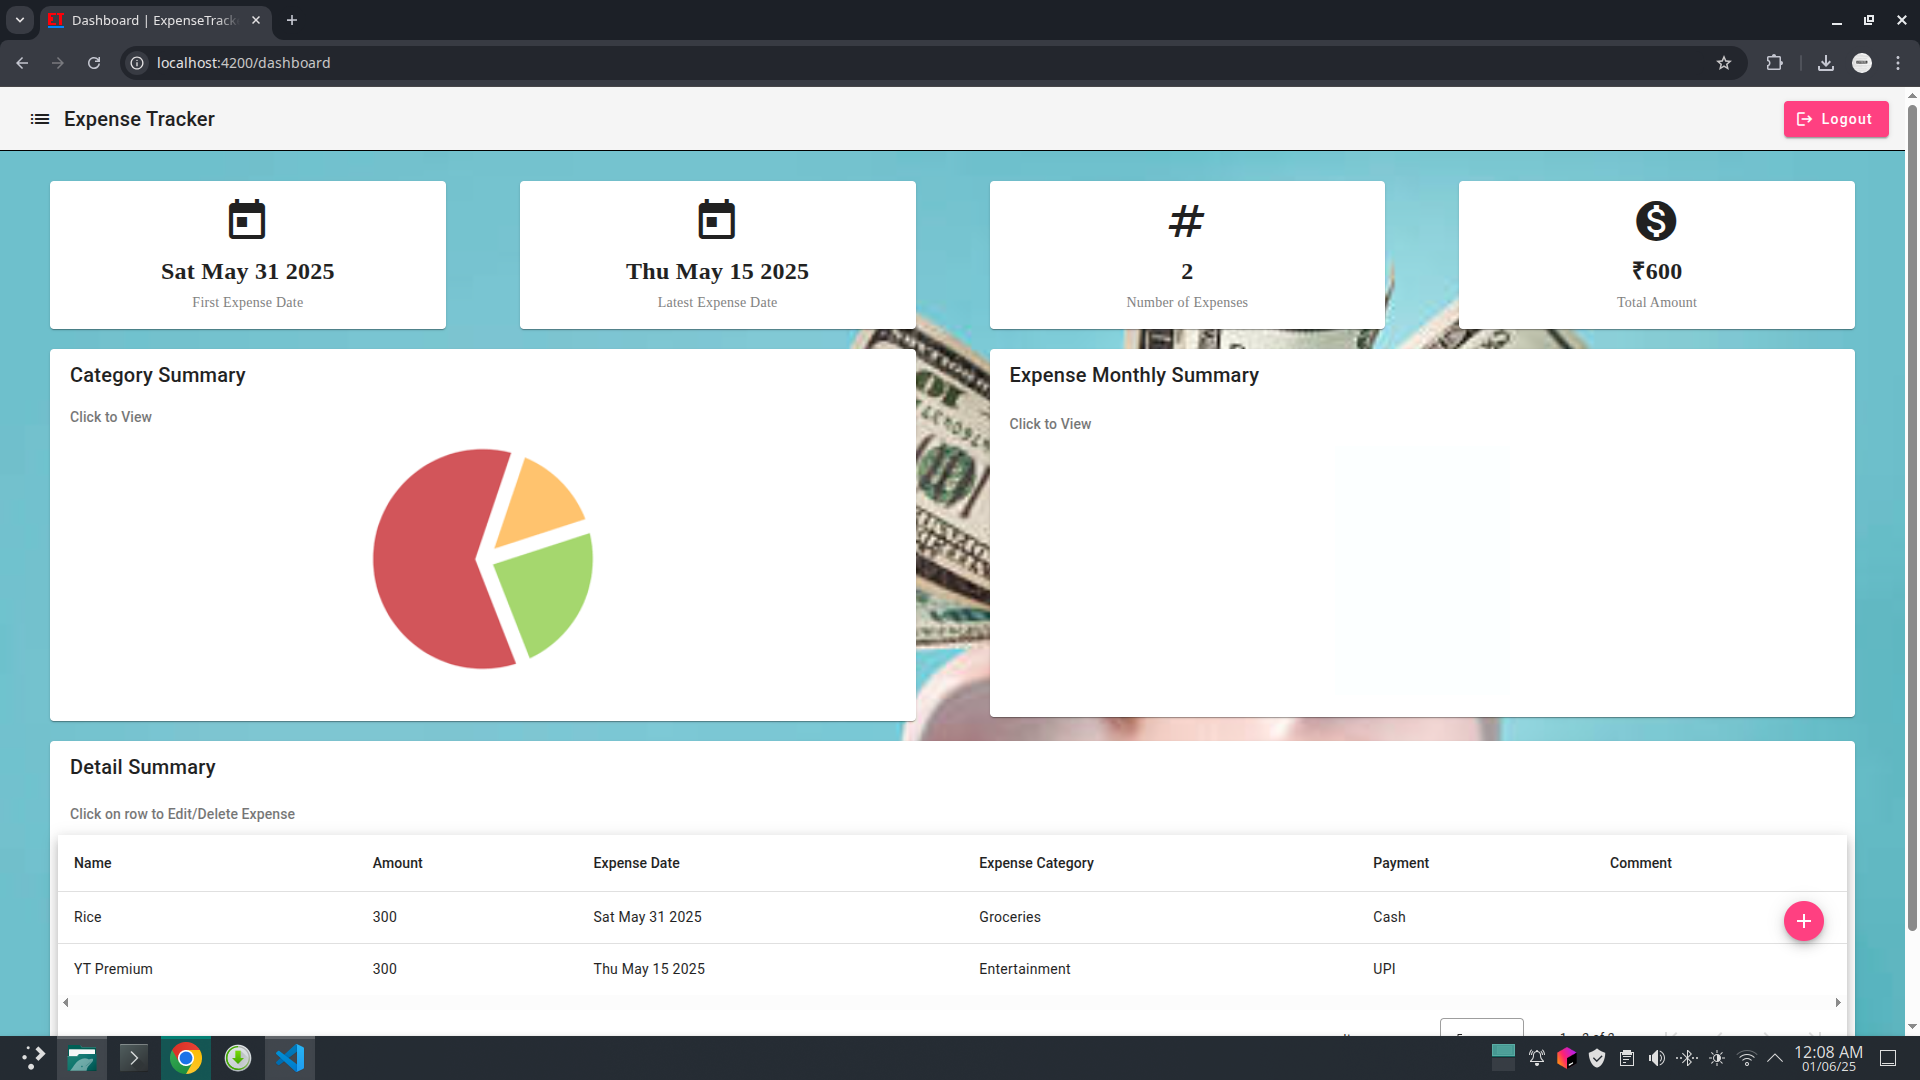 Dashboard | ExpenseTrack
localhost:4200/dashboard
Expense Tracker
Logout
Sat May 31 2025
First Expense Date
Thu May 15 2025
Latest Expense Date
#
2
Number of Expenses
$
₹600
Total Amount
Category Summary
Click to View
Expense Monthly Summary
Click to View
Detail Summary
Click on row to Edit/Delete Expense
Name Amount Expense Date Expense Category Payment Comment
Rice 300 Sat May 31 2025 Groceries Cash
YT Premium 300 Thu May 15 2025 Entertainment UPI
12:08 AM
01/06/25